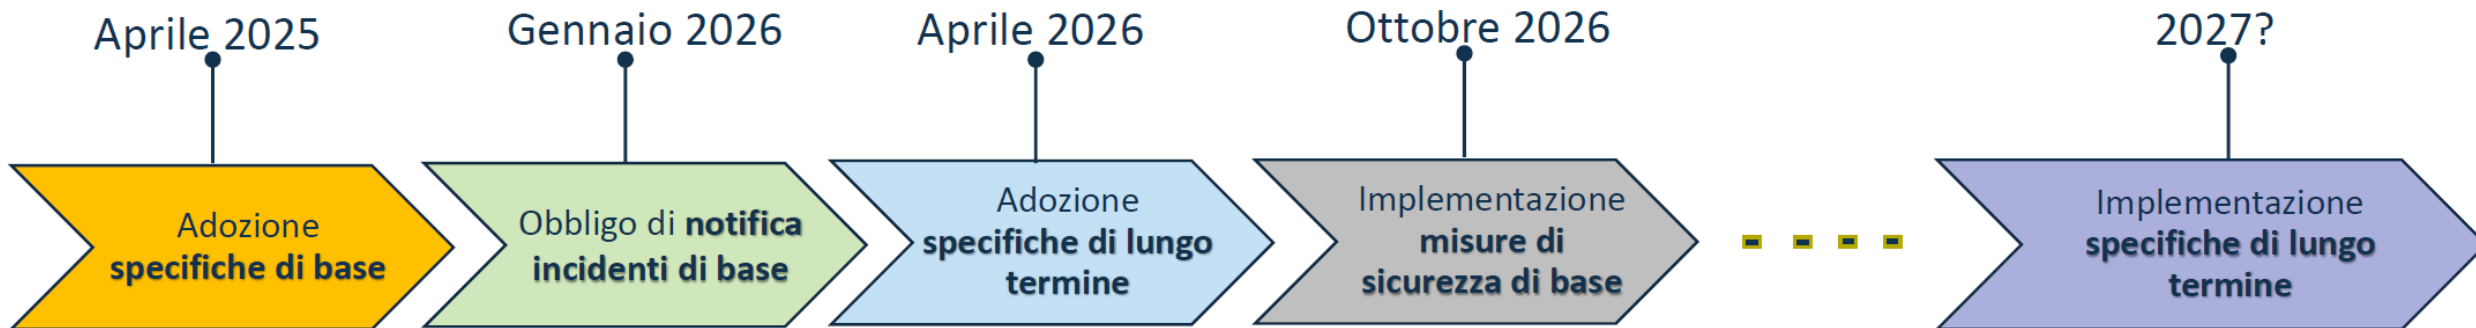 Aprile 2025
Adozione
specifiche di base
Gennaio 2026
Obbligo di notifica
incidenti di base
Aprile 2026
Adozione
specifiche di lungo
termine
Ottobre 2026
Implementazione
misure di
sicurezza di base
2027?
Implementazione
specifiche di lungo
termine